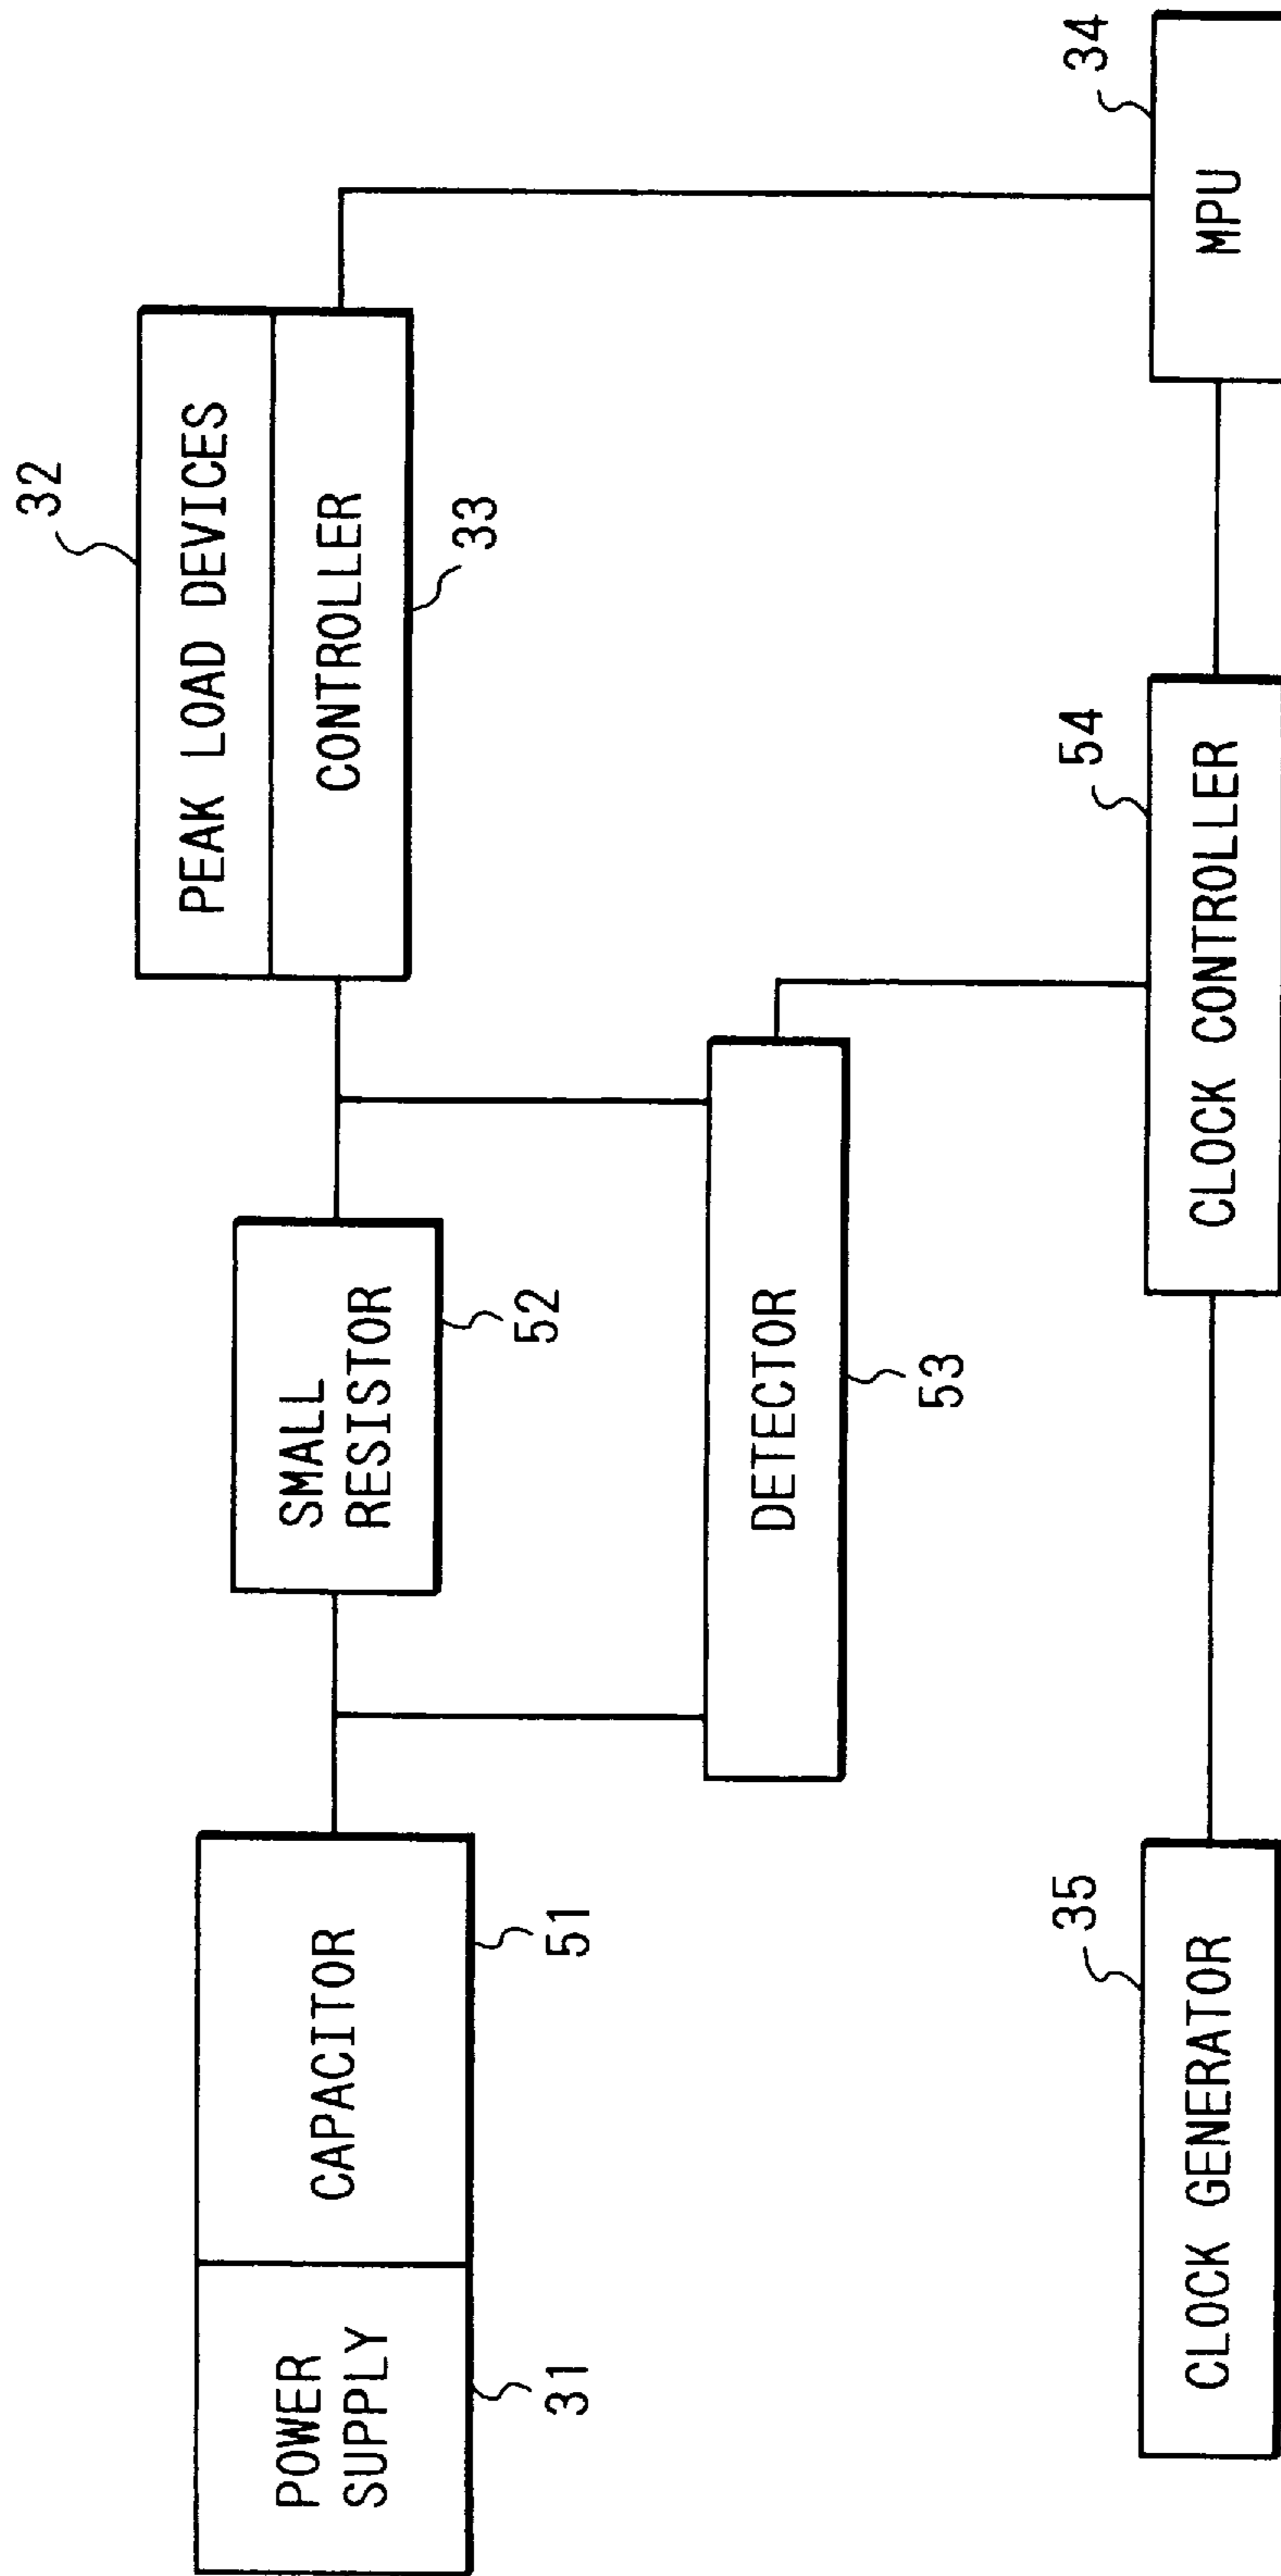 32
PEAK LOAD DEVICES
CONTROLLER
33
34
MPU
SMALL
RESISTOR
52
POWER
SUPPLY
31
CAPACITOR
51
DETECTOR
53
54
CLOCK CONTROLLER
35
CLOCK GENERATOR